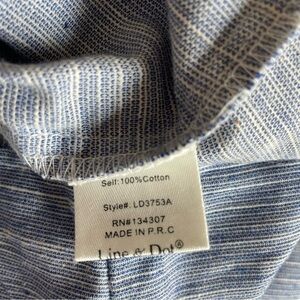 Self:100%Cotton
Style#: LD3753A
RN#134307
MADE IN P.R.C
Line & Dot®